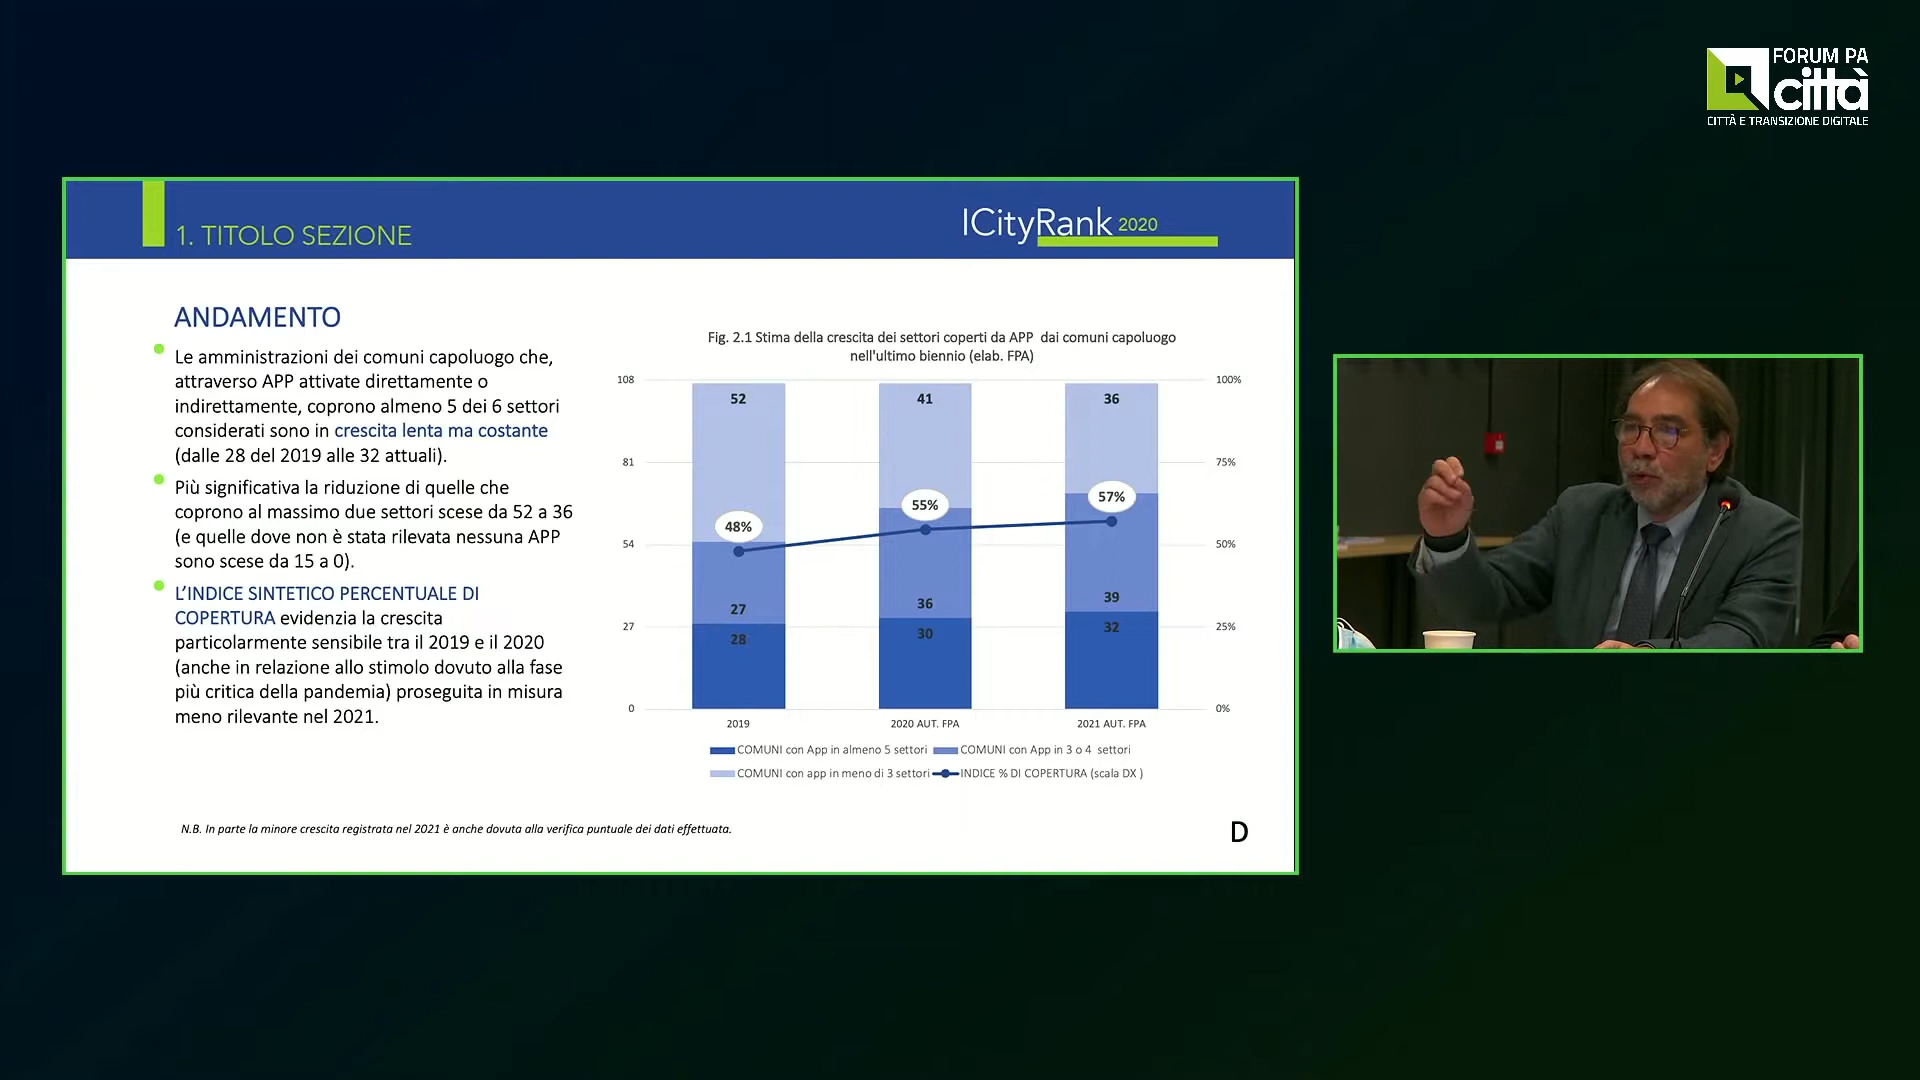 FORUM PA
città
CITTÀ E TRANSIZIONE DIGITALE
1. TITOLO SEZIONE
ICityRank 2020
ANDAMENTO
Le amministrazioni dei comuni capoluogo che,
attraverso APP attivate direttamente o
indirettamente, coprono almeno 5 dei 6 settori
considerati sono in crescita lenta ma costante
(dalle 28 del 2019 alle 32 attuali).
Più significativa la riduzione di quelle che
coprono al massimo due settori scese da 52 a 36
(e quelle dove non è stata rilevata nessuna APP
sono scese da 15 a 0).
L'INDICE SINTETICO PERCENTUALE DI
COPERTURA evidenzia la crescita
particolarmente sensibile tra il 2019 e il 2020
(anche in relazione allo stimolo dovuto alla fase
più critica della pandemia) proseguita in misura
meno rilevante nel 2021.
Fig. 2.1 Stima della crescita dei settori coperti da APP dai comuni capoluogo
nell'ultimo biennio (elab. FPA)
108 100%
52 41 36
81 75%
48% 55% 57%
54 50%
27 36 39
27 25%
28 30 32
0 0%
2019 2020 AUT. FPA 2021 AUT. FPA
COMUNI con App in almeno 5 settori COMUNI con App in 3 o 4 settori
COMUNI con app in meno di 3 settori INDICE % DI COPERTURA (scala DX )
N.B. In parte la minore crescita registrata nel 2021 è anche dovuta alla verifica puntuale dei dati effettuata.
D